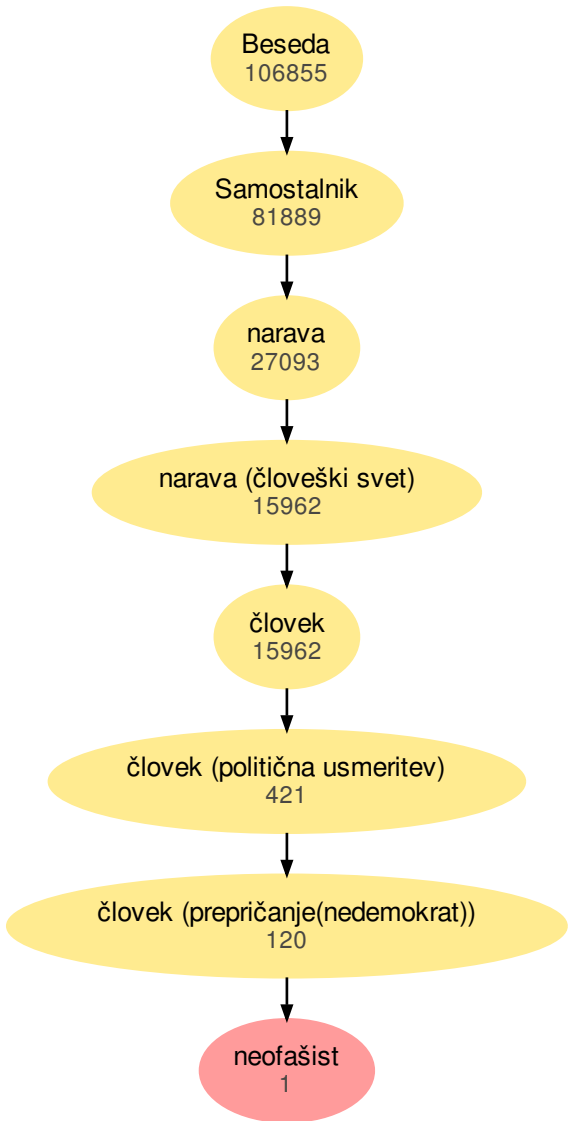 Beseda
106855
Samostalnik
81889
narava
27093
narava (človeški svet)
15962
človek
15962
človek (politična usmeritev)
421
človek (prepričanje(nedemokrat))
120
neofašist
1